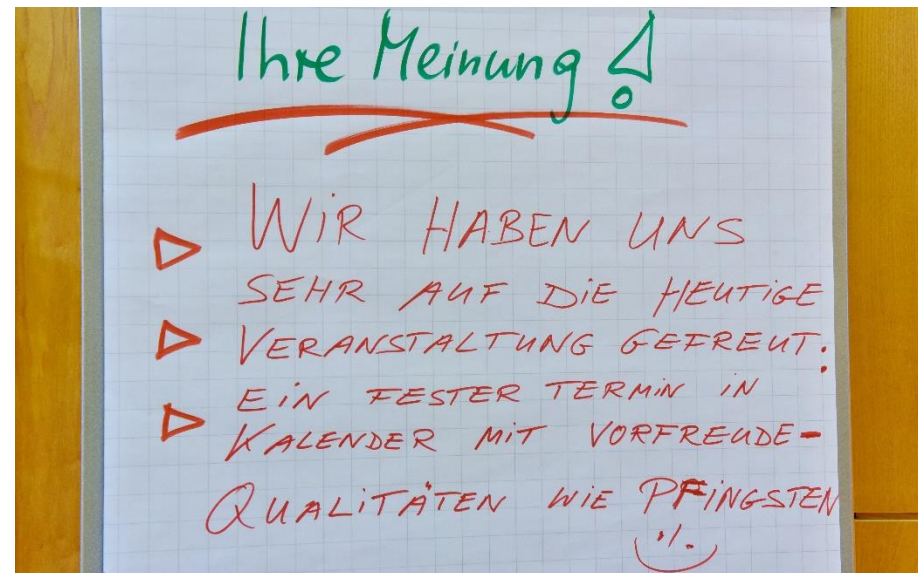 Ihre Meinung!
WIR HABEN UNS
SEHR AUF DIE HEUTIGE
VERANSTALTUNG GEFREUT.
EIN FESTER TERMIN IN
KALENDER MIT VORFREUDE-
QUALITÄTEN WIE PFINGSTEN